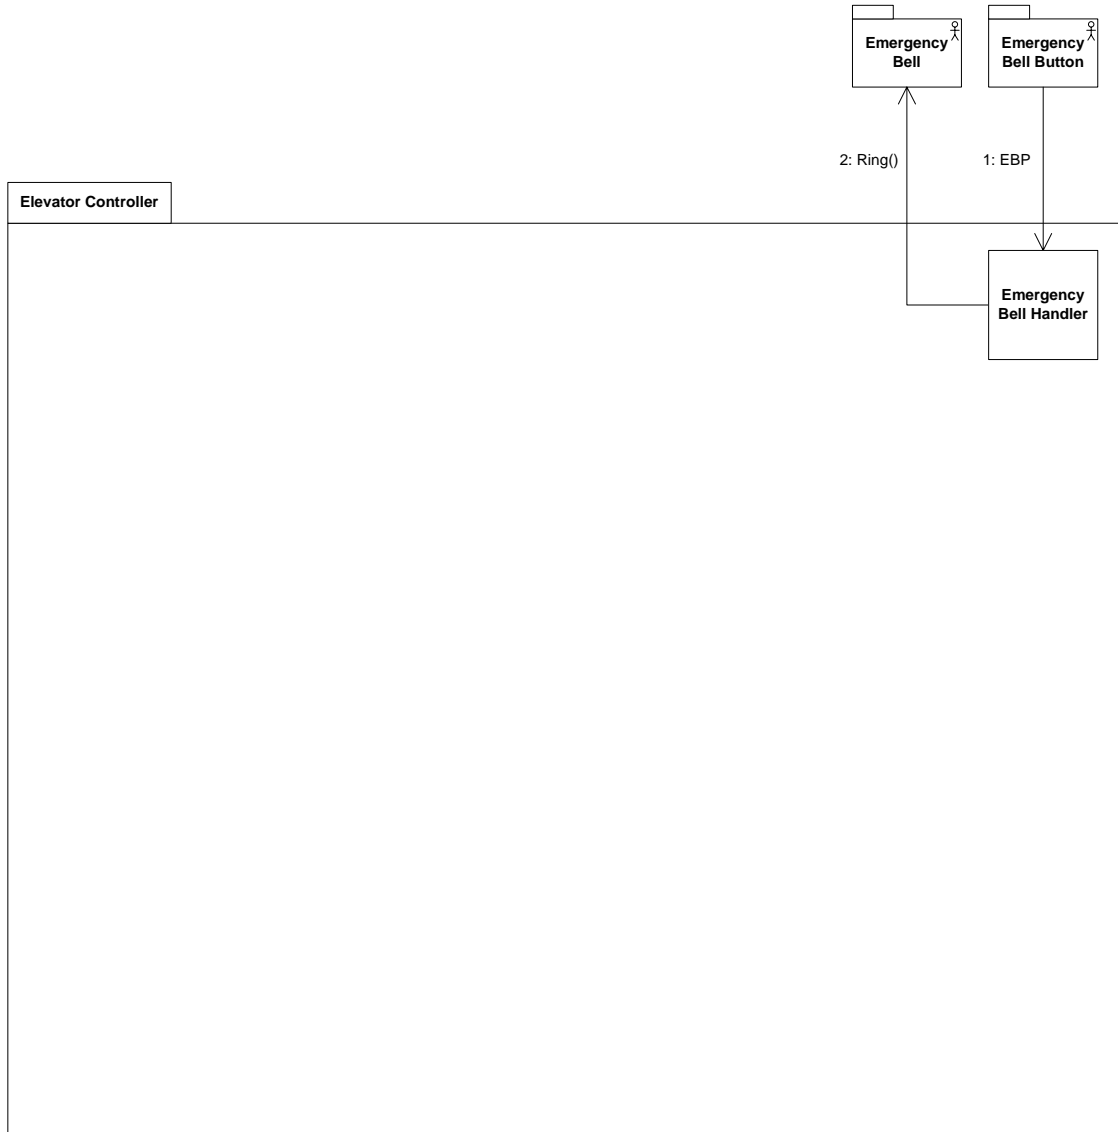 Emergency
Bell
Emergency
Bell Button
2: Ring()
1: EBP
Elevator Controller
Emergency
Bell Handler